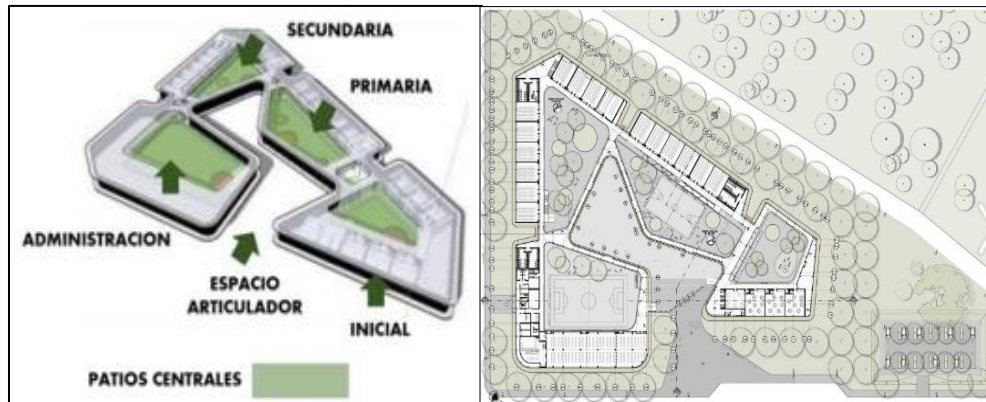 SECUNDARIA
PRIMARIA
ADMINISTRACION
ESPACIO
ARTICULADOR
INICIAL
PATIOS CENTRALES